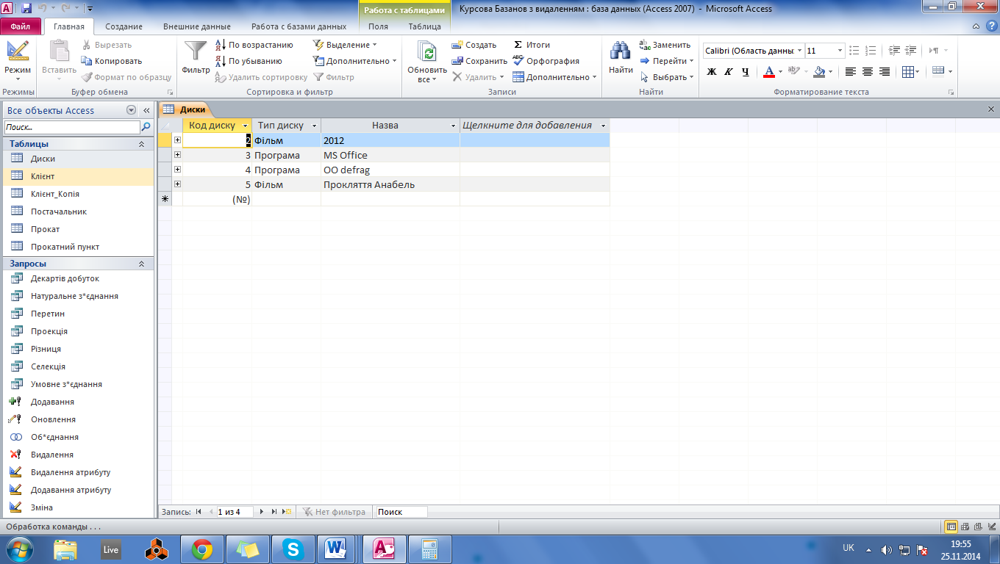 Работа с таблицами
Курсова Базанов з видаленням : база данных (Access 2007) - Microsoft Access
Файл Главная Создание Внешние данные Работа с базами данных Поля Таблица
Режим
Режимы
Вставить
Вырезать
Копировать
Формат по образцу
Буфер обмена
Фильтр
По возрастанию
По убыванию
Удалить сортировку
Выделение
Дополнительно
Фильтр
Сортировка и фильтр
Обновить все
Создать
Сохранить
Удалить
Итоги
Орфография
Дополнительно
Записи
Найти
Заменить
Перейти
Выбрать
Найти
Calibri (Область данны: 11
Ж К Ч
Форматирование текста
Все объекты Access
Поиск...
Таблицы
Диски
Клієнт
Клієнт_Копія
Постачальник
Прокат
Прокатний пункт
Запросы
Декартів добуток
Натуральне з*єднання
Перетин
Проекція
Різниця
Селекція
Умовне з*єднання
Додавання
Оновлення
Об*єднання
Видалення
Видалення атрибуту
Додавання атрибуту
Зміна
Диски
Код диску Тип диску Назва Щелкните для добавления
2 Фільм 2012
3 Програма MS Office
4 Програма OO defrag
5 Фільм Прокляття Анабель
(№)
Запись: 1 из 4 Нет фильтра Поиск
Обработка команды . . .
Live
UK
19:55
25.11.2014